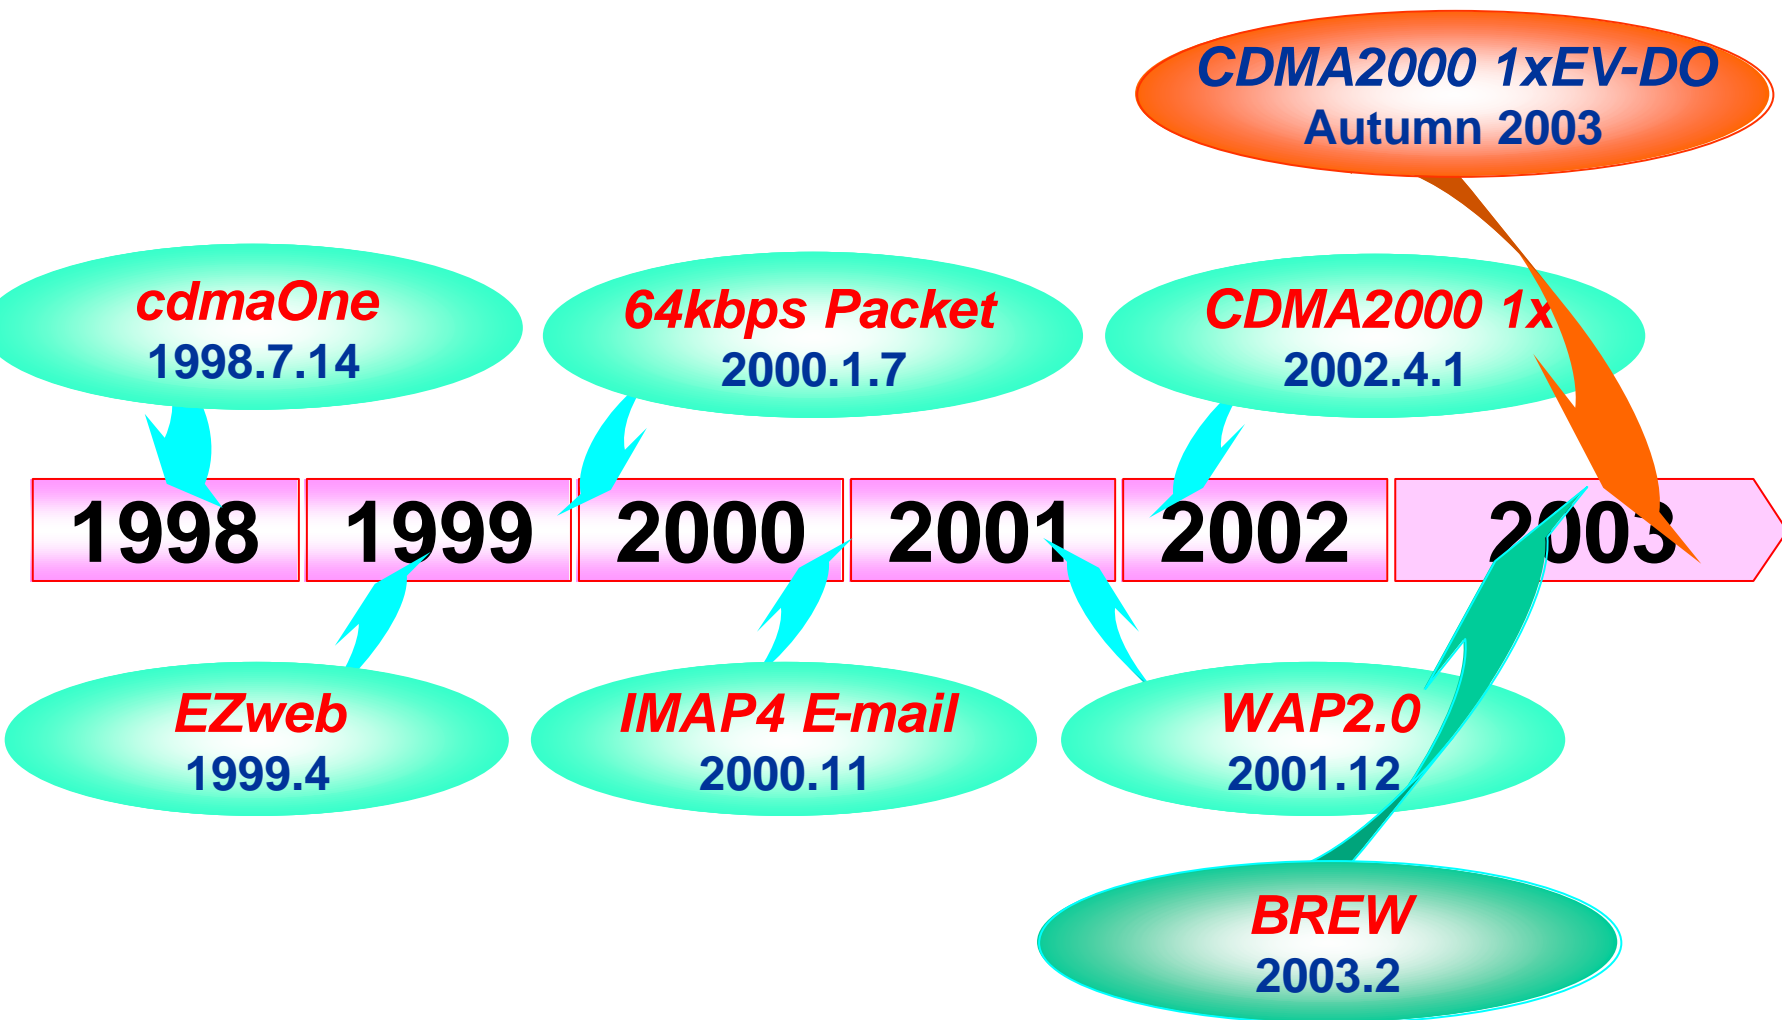 CDMA2000 1xEV-DO
Autumn 2003
cdmaOne
1998.7.14
64kbps Packet
2000.1.7
CDMA2000 1x
2002.4.1
1998
1999
2000
2001
2002
2003
EZweb
1999.4
IMAP4 E-mail
2000.11
WAP2.0
2001.12
BREW
2003.2